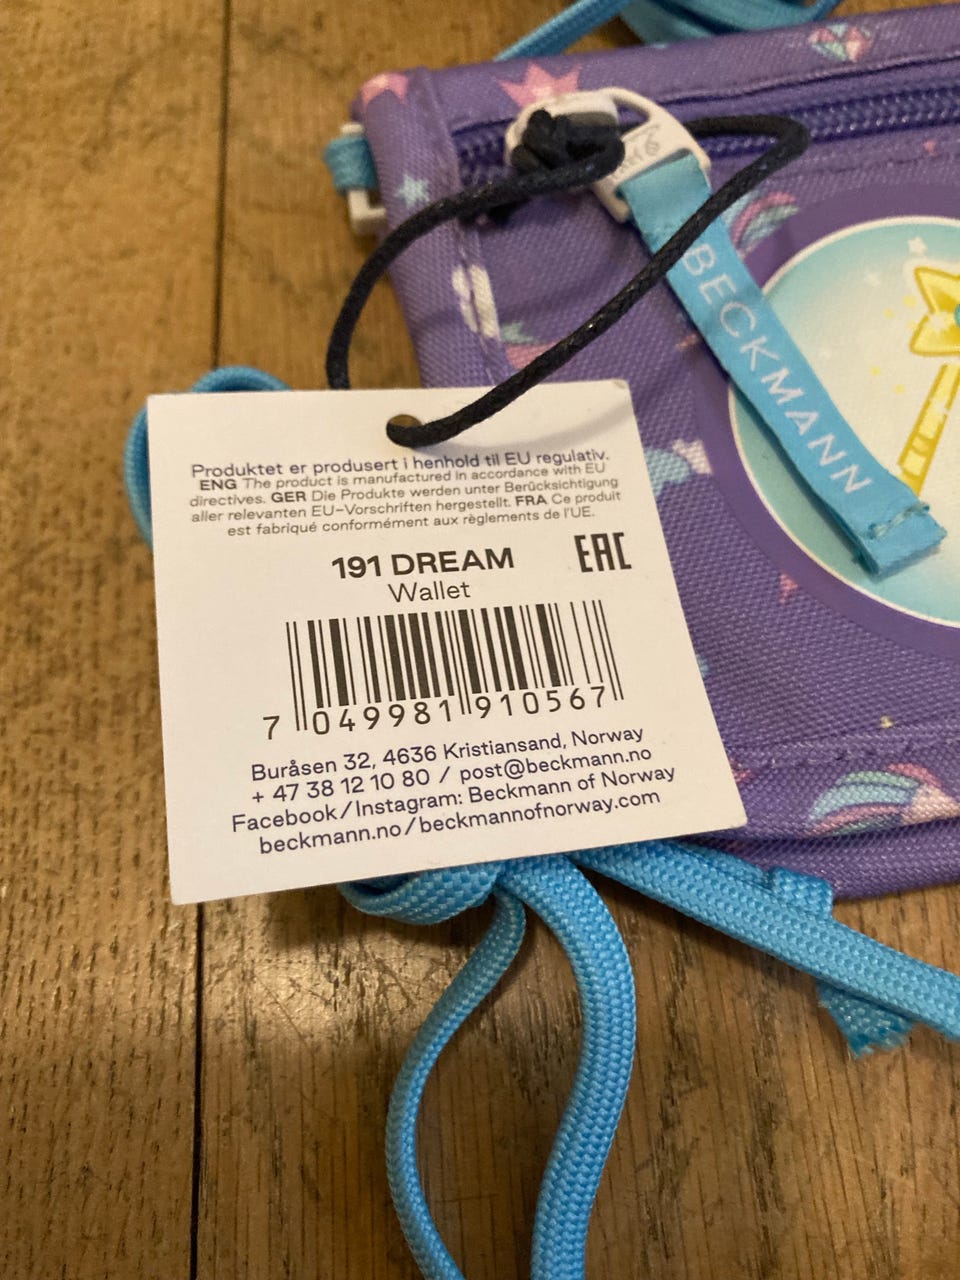 BECKMANN
Produktet er produsert i henhold til EU regulativ.
ENG The product is manufactured in accordance with EU
directives. GER Die Produkte werden unter Berücksichtigung
aller relevanten EU-Vorschriften hergestellt. FRA Ce produit
est fabriqué conformément aux règlements de l'UE.
191 DREAM
EAC
Wallet
7 049981 910567
Buråsen 32, 4636 Kristiansand, Norway
+ 47 38 12 10 80 / post@beckmann.no
Facebook/Instagram: Beckmann of Norway
beckmann.no/beckmannofnorway.com